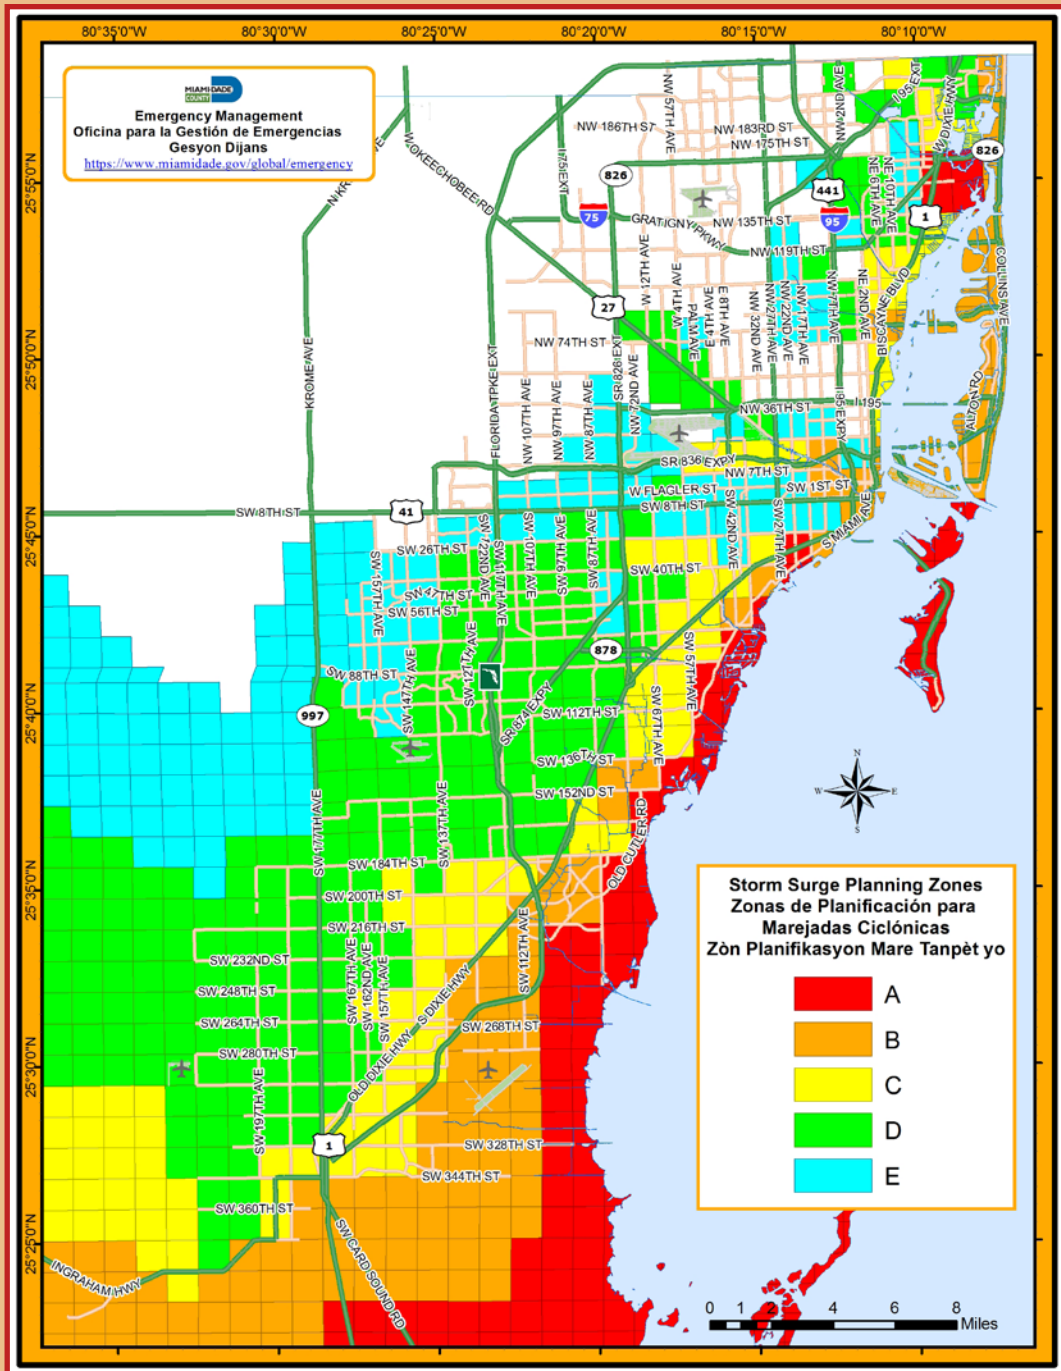 80°35'0"W
80°30'0"W
80°25'0"W
80°20'0"W
80°15'0"W
80°10'0"W
MIAMI-DADE
COUNTY
Emergency Management
Oficina para la Gestión de Emergencias
Gesyon Dijans
https://www.miamidade.gov/global/emergency
25°55'0"N
25°50'0"N
25°45'0"N
25°40'0"N
25°35'0"N
25°30'0"N
25°25'0"N
W OKEECHOBEE RD
I 75 EXT
NW 57TH AVE
NW 186TH ST
NW 183RD ST
NW 175TH ST
NW 2ND AVE
I 95 EXT
W DIXIE HWY
826
826
441
75
95
1
GRATIGNY PKWY
NW 135TH ST
NW 119TH ST
NE 6TH AVE
NE 10TH AVE
COLLINS AVE
27
W 12TH AVE
W 4TH AVE
PALM AVE
E 4TH AVE
E 8TH AVE
NW 32ND AVE
NW 27TH AVE
NW 22ND AVE
NW 17TH AVE
NW 7TH AVE
NE 2ND AVE
BISCAYNE BLVD
NW 74TH ST
KROME AVE
FLORIDA TPKE EXT
NW 107TH AVE
NW 97TH AVE
NW 87TH AVE
SR 826 EXT
NW 72ND AVE
NW 36TH ST
I 195
I 95 EXPY
ALTON RD
SR 836 EXPY
NW 7TH ST
W FLAGLER ST
SW 1ST ST
SW 8TH ST
41
SW 8TH ST
S MIAMI AVE
SW 26TH ST
SW 157TH AVE
SW 122ND AVE
SW 117TH AVE
SW 107TH AVE
SW 97TH AVE
SW 87TH AVE
SW 42ND AVE
SW 27TH AVE
SW 40TH ST
SW 47TH ST
SW 56TH ST
878
SW 88TH ST
SW 147TH AVE
SW 127TH AVE
SR 874 EXPY
SW 57TH AVE
SW 67TH AVE
997
SW 112TH ST
SW 136TH ST
SW 152ND ST
SW 177TH AVE
SW 137TH AVE
OLD CUTLER RD
N
W
E
S
SW 184TH ST
SW 200TH ST
SW 216TH ST
SW 232ND ST
SW 248TH ST
SW 264TH ST
SW 280TH ST
SW 167TH AVE
SW 162ND AVE
SW 157TH AVE
SW 112TH AVE
S DIXIE HWY
SW 268TH ST
OLD DIXIE HWY
SW 197TH AVE
1
SW 328TH ST
SW 344TH ST
SW 360TH ST
SW CARD SOUND RD
INGRAHAM HWY
Storm Surge Planning Zones
Zonas de Planificación para
Marejadas Ciclónicas
Zòn Planifikasyon Mare Tanpèt yo
A
B
C
D
E
0 1 2 4 6 8
Miles